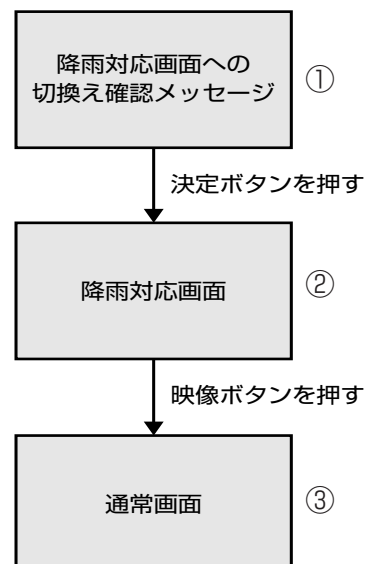 降雨対応画面への
切換え確認メッセージ
①
決定ボタンを押す
降雨対応画面
②
映像ボタンを押す
通常画面
③